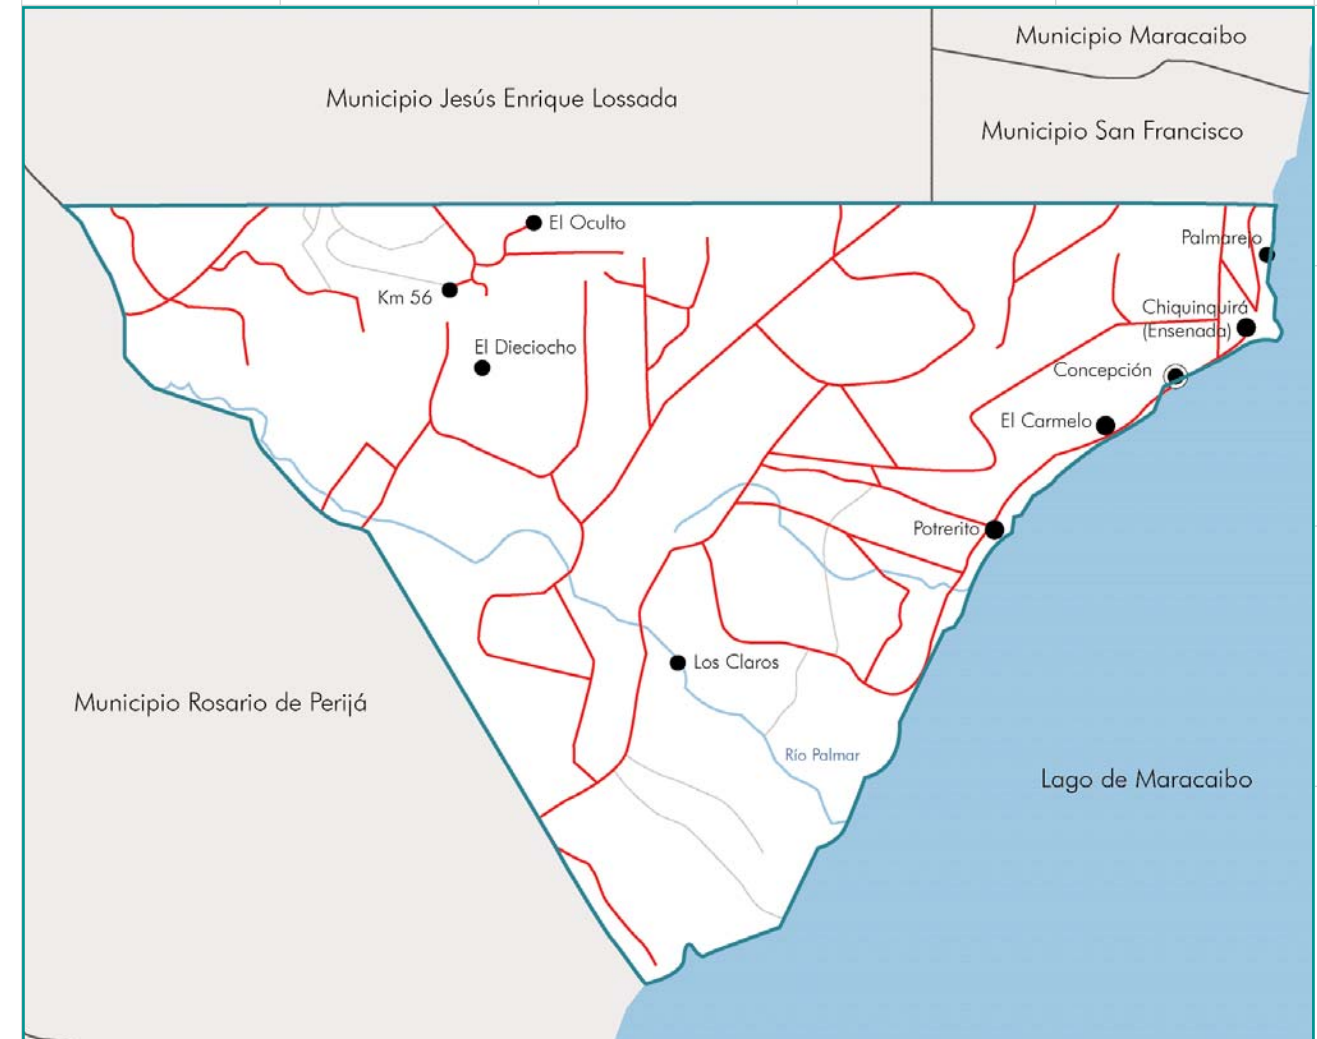 Municipio Maracaibo
Municipio Jesús Enrique Lossada
Municipio San Francisco
El Oculto
Palmarejo
Km 56
Chiquinquirá
(Ensenada)
El Dieciocho
Concepción
El Carmelo
Potrerito
Los Claros
Municipio Rosario de Perijá
Río Palmar
Lago de Maracaibo